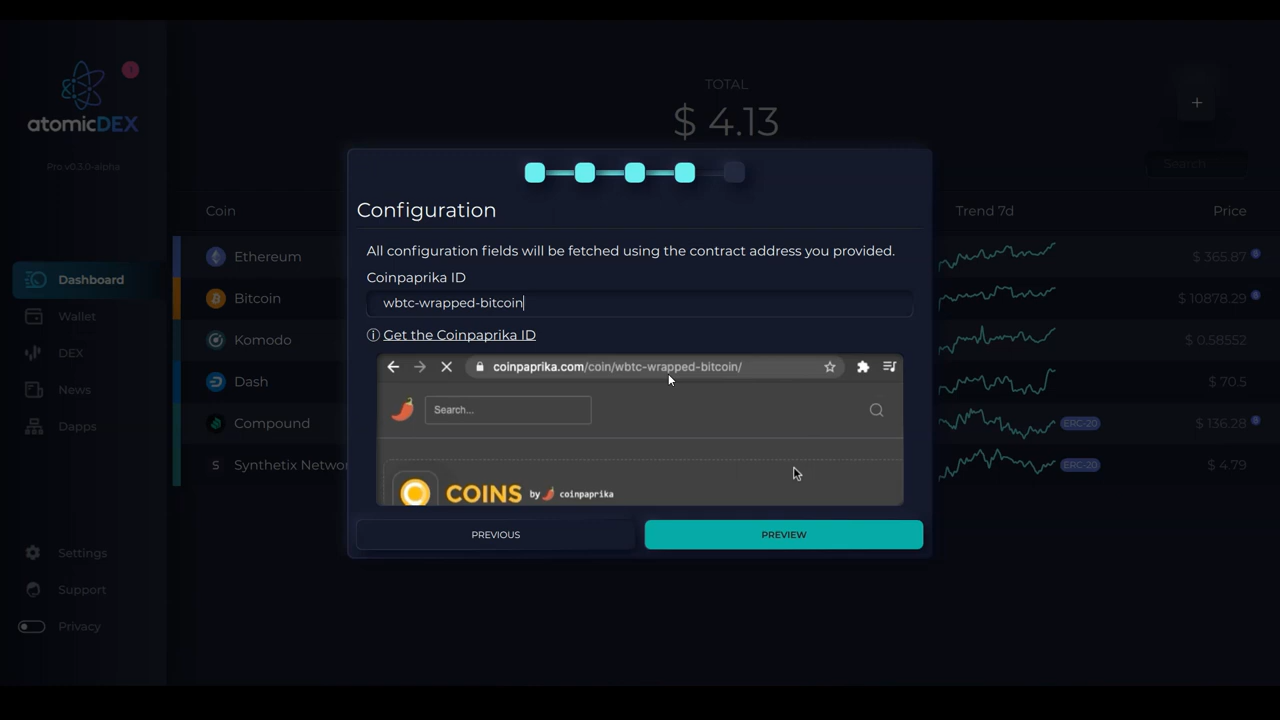 1
atomicDEX
Pro v0.3.0-alpha
TOTAL
$ 4.13
+
Search
Configuration
All configuration fields will be fetched using the contract address you provided.
Coinpaprika ID
wbtc-wrapped-bitcoin
Get the Coinpaprika ID
coinpaprika.com/coin/wbtc-wrapped-bitcoin/
Search...
COINS by coinpaprika
PREVIOUS
PREVIEW
Coin
Trend 7d
Price
Ethereum
$ 365.87
Bitcoin
$ 10878.29
Komodo
$ 0.58552
Dash
$ 70.5
Compound
ERC-20
$ 136.28
Synthetix Networ
ERC-20
$ 4.79
Dashboard
Wallet
DEX
News
Dapps
Settings
Support
Privacy